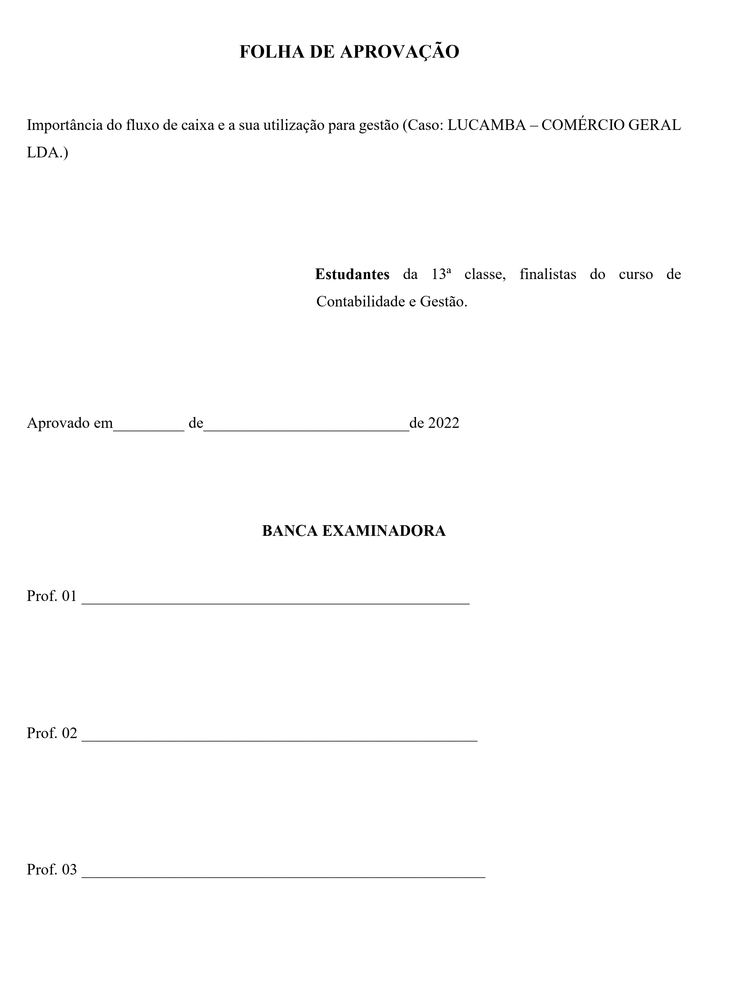 FOLHA DE APROVAÇÃO
Importância do fluxo de caixa e a sua utilização para gestão (Caso: LUCAMBA – COMÉRCIO GERAL
LDA.)
Estudantes da 13ª classe, finalistas do curso de
Contabilidade e Gestão.
Aprovado em_________ de__________________________de 2022
BANCA EXAMINADORA
Prof. 01 _________________________________________________
Prof. 02 __________________________________________________
Prof. 03 ___________________________________________________